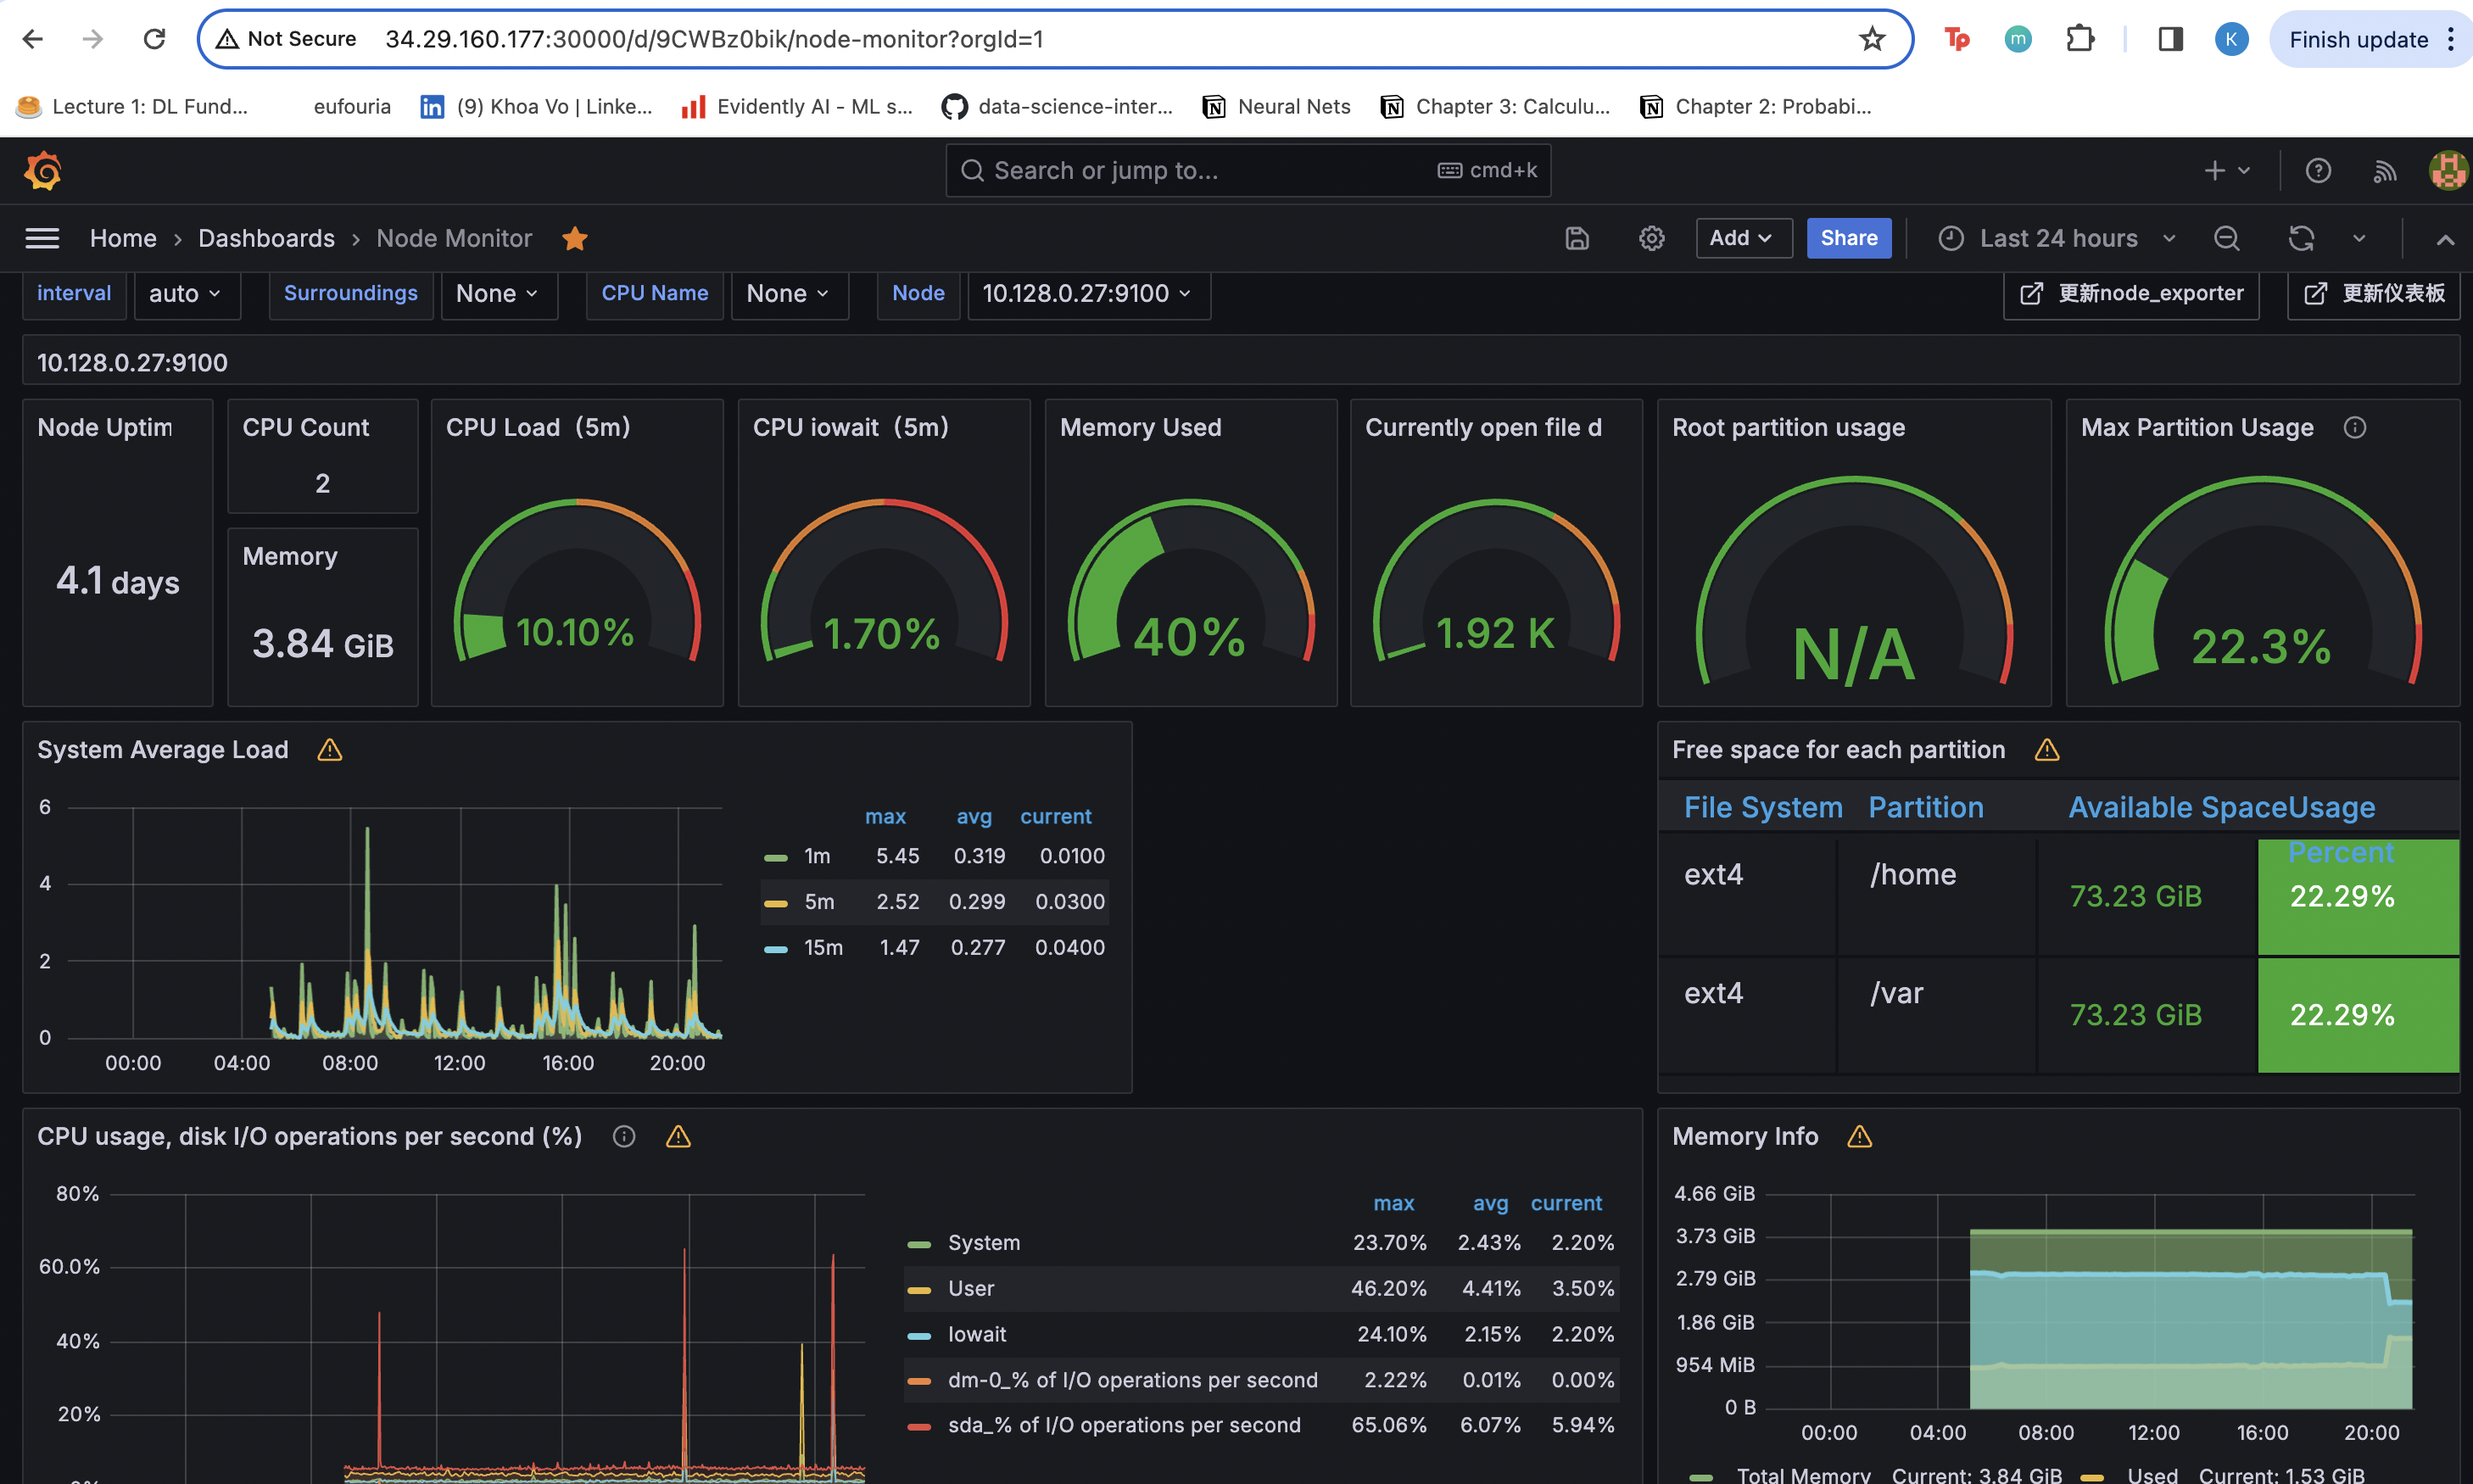 Not Secure 34.29.160.177:30000/d/9CWBz0bik/node-monitor?orgId=1 Tp m K Finish update
Lecture 1: DL Fund... eufouria in (9) Khoa Vo | Linke... Evidently AI - ML s... data-science-inter... Neural Nets Chapter 3: Calculu... Chapter 2: Probabi...
Search or jump to... cmd+k
Home › Dashboards › Node Monitor Add Share Last 24 hours
interval auto Surroundings None CPU Name None Node 10.128.0.27:9100 更新node_exporter 更新仪表板
10.128.0.27:9100
Node Uptim
4.1 days
CPU Count
2
Memory
3.84 GiB
CPU Load（5m）
10.10%
CPU iowait（5m）
1.70%
Memory Used
40%
Currently open file d
1.92 K
Root partition usage
N/A
Max Partition Usage
22.3%
System Average Load
6
4
2
0
00:00 04:00 08:00 12:00 16:00 20:00
max avg current
1m 5.45 0.319 0.0100
5m 2.52 0.299 0.0300
15m 1.47 0.277 0.0400
Free space for each partition
File System Partition Available Space Usage
Percent
ext4 /home 73.23 GiB 22.29%
ext4 /var 73.23 GiB 22.29%
CPU usage, disk I/O operations per second (%)
80%
60.0%
40%
20%
max avg current
System 23.70% 2.43% 2.20%
User 46.20% 4.41% 3.50%
Iowait 24.10% 2.15% 2.20%
dm-0_% of I/O operations per second 2.22% 0.01% 0.00%
sda_% of I/O operations per second 65.06% 6.07% 5.94%
Memory Info
4.66 GiB
3.73 GiB
2.79 GiB
1.86 GiB
954 MiB
0 B
00:00 04:00 08:00 12:00 16:00 20:00
Total Memory Current: 3.84 GiB Used Current: 1.53 GiB